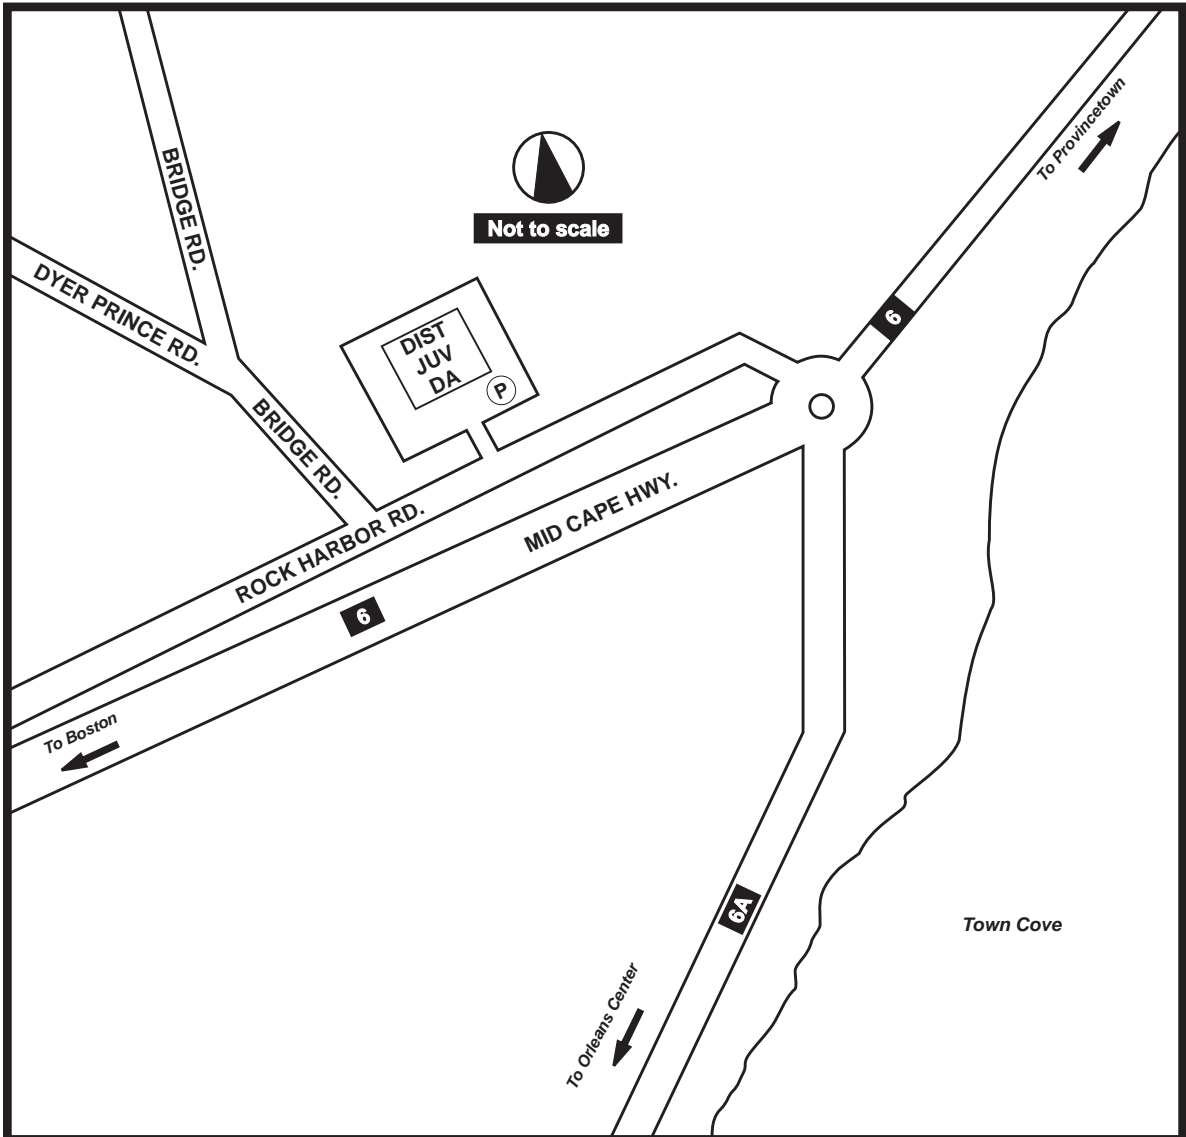 To Provincetown
BRIDGE RD.
Not to scale
DYER PRINCE RD.
6
DIST
JUV
DA
P
BRIDGE RD.
ROCK HARBOR RD.
MID CAPE HWY.
6
To Boston
6A
Town Cove
To Orleans Center